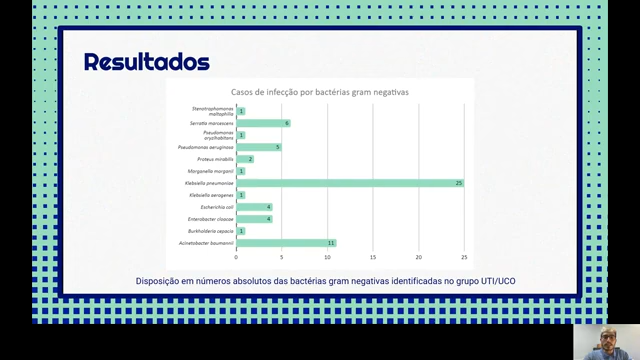 Resultados
Casos de infecção por bactérias gram negativas
Stenotrophomonas
maltophilia
1
Serratia marcescens
6
Pseudomonas
oryzihabitans
1
Pseudomonas aeruginosa
5
Proteus mirabilis
2
Morganella morganii
1
Klebsiella pneumoniae
25
Klebsiella aerogenes
1
Escherichia coli
4
Enterobacter cloacae
4
Burkholderia cepacia
1
Acinetobacter baumannii
11
0 5 10 15 20 25
Disposição em números absolutos das bactérias gram negativas identificadas no grupo UTI/UCO